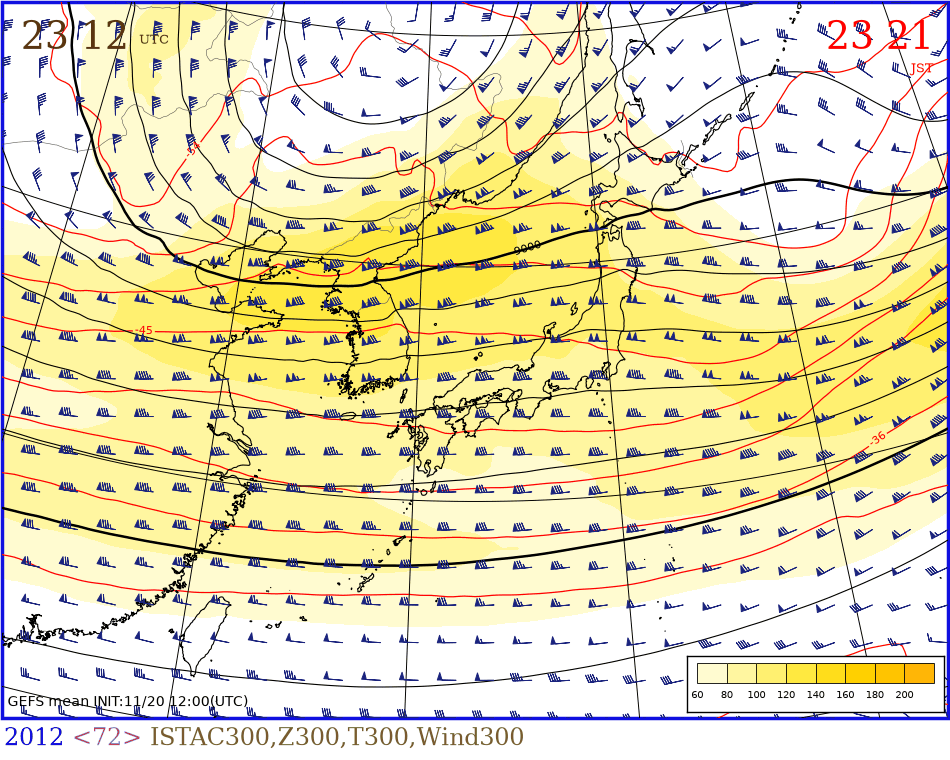 23 12 UTC
23 21 JST
-54
9000
-45
-36
60 80 100 120 140 160 180 200
GEFS mean INIT:11/20 12:00(UTC)
2012 <72> ISTAC300,Z300,T300,Wind300